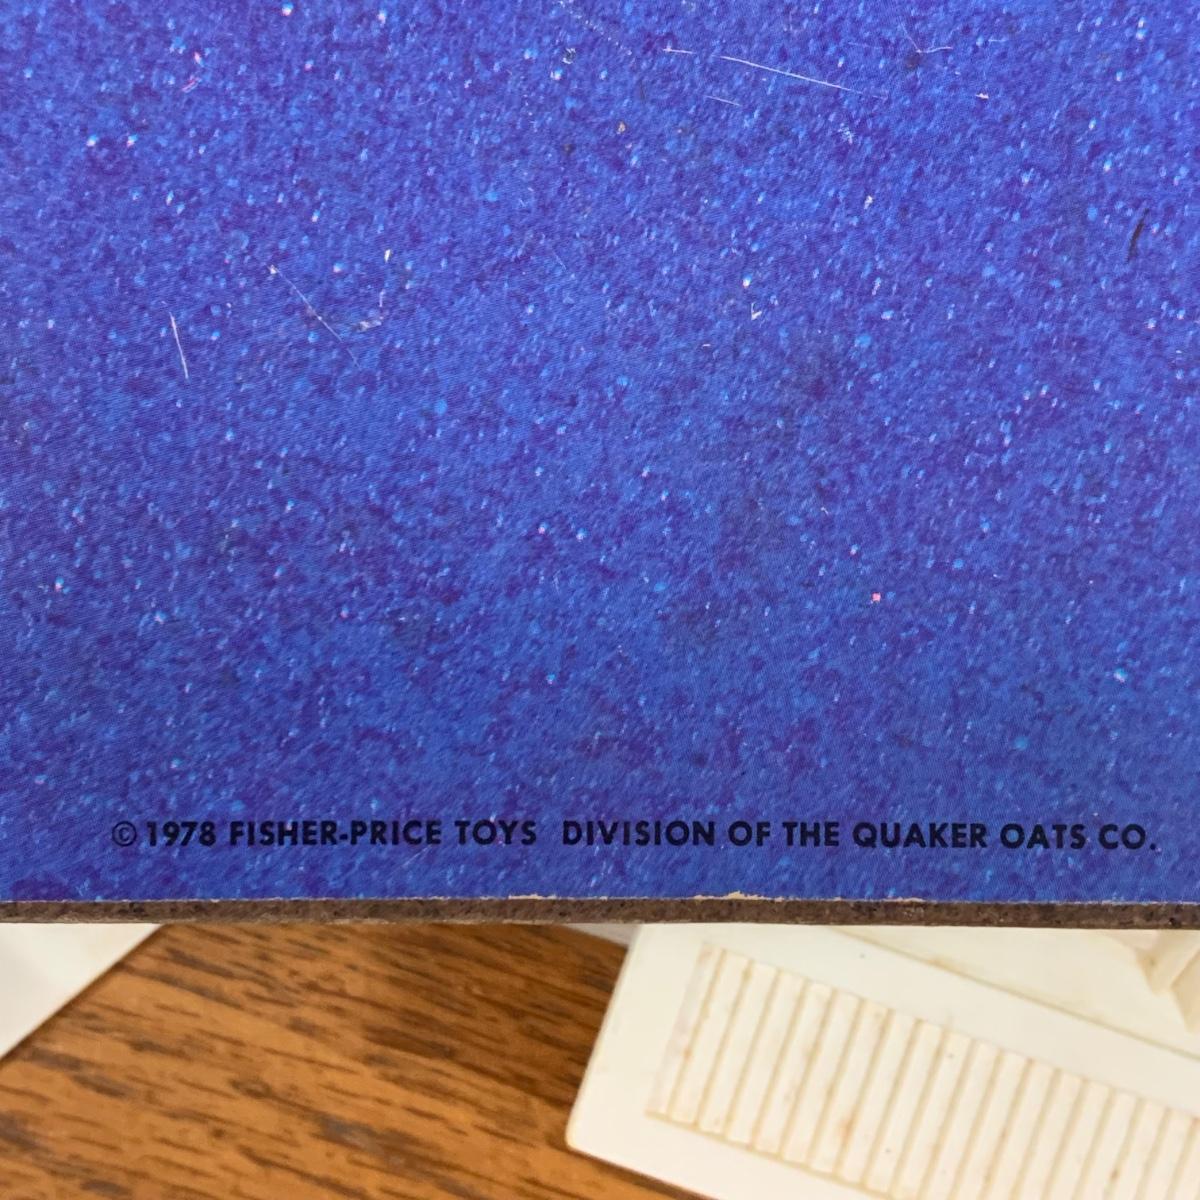 © 1978 FISHER-PRICE TOYS DIVISION OF THE QUAKER OATS CO.